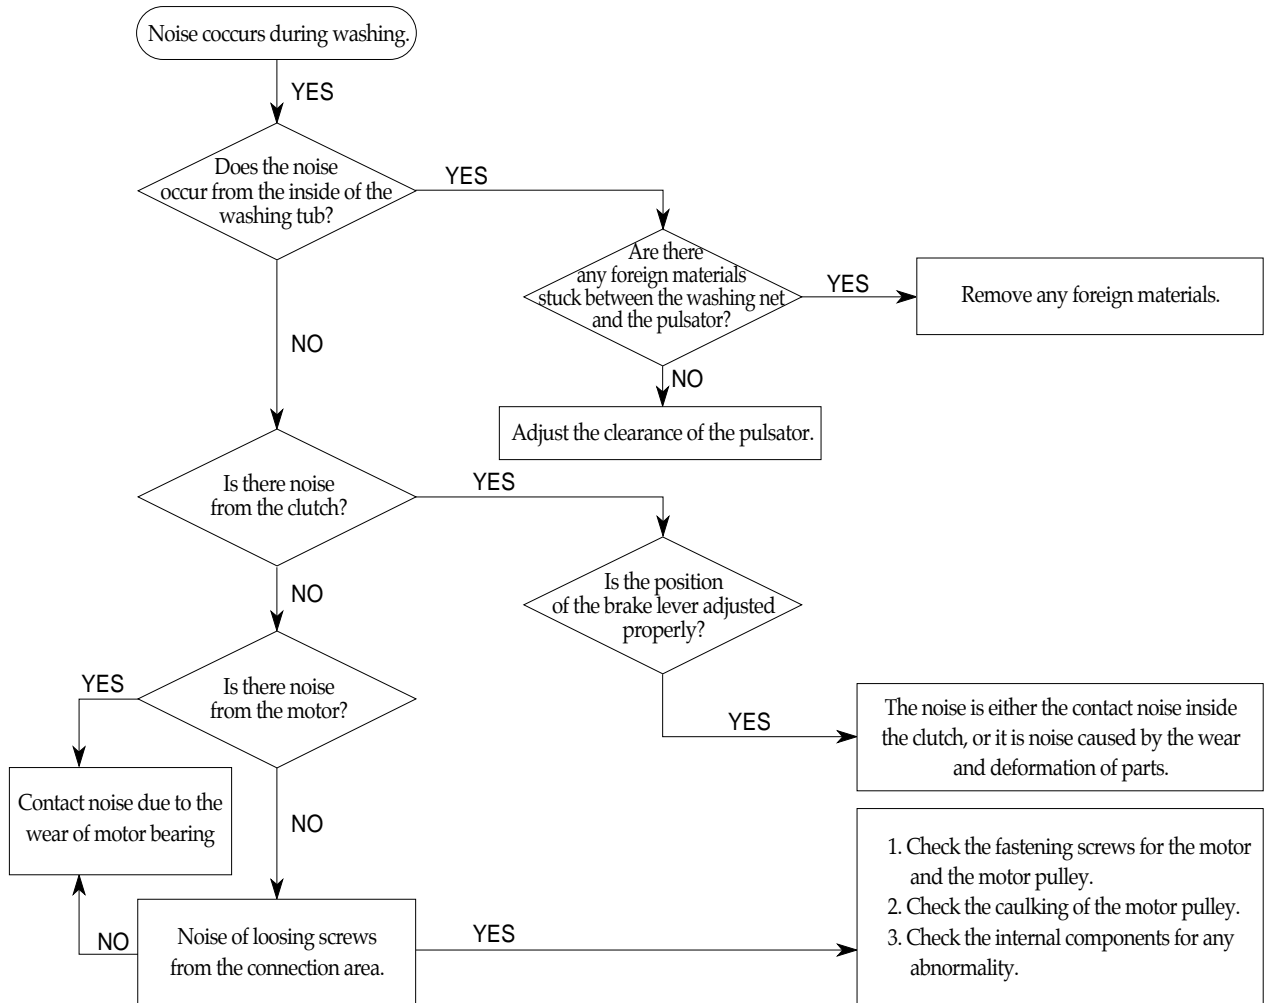 Noise coccurs during washing.
YES
Does the noise
occur from the inside of the
washing tub?
YES
Are there
any foreign materials
stuck between the washing net
and the pulsator?
YES
Remove any foreign materials.
NO
NO
Adjust the clearance of the pulsator.
Is there noise
from the clutch?
YES
Is the position
of the brake lever adjusted
properly?
NO
Is there noise
from the motor?
YES
YES
The noise is either the contact noise inside
the clutch, or it is noise caused by the wear
and deformation of parts.
Contact noise due to the
wear of motor bearing
NO
Noise of loosing screws
from the connection area.
NO
YES
1. Check the fastening screws for the motor
and the motor pulley.
2. Check the caulking of the motor pulley.
3. Check the internal components for any
abnormality.